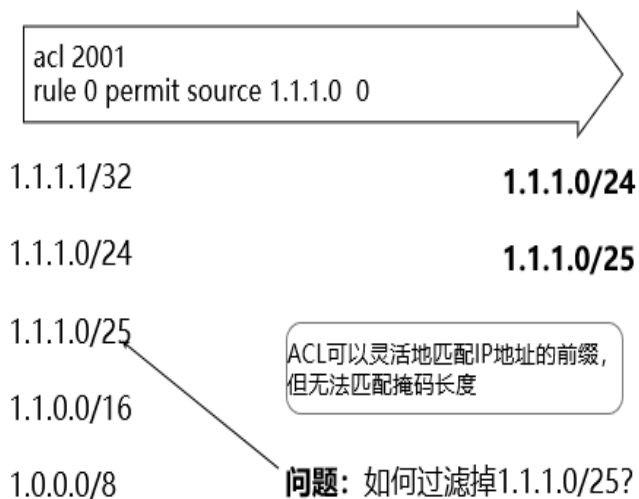 acl 2001
rule 0 permit source 1.1.1.0  0
1.1.1.1/32
1.1.1.0/24
1.1.1.0/24
1.1.1.0/25
1.1.1.0/25
ACL可以灵活地匹配IP地址的前缀，
但无法匹配掩码长度
1.1.0.0/16
1.0.0.0/8
问题：如何过滤掉1.1.1.0/25?